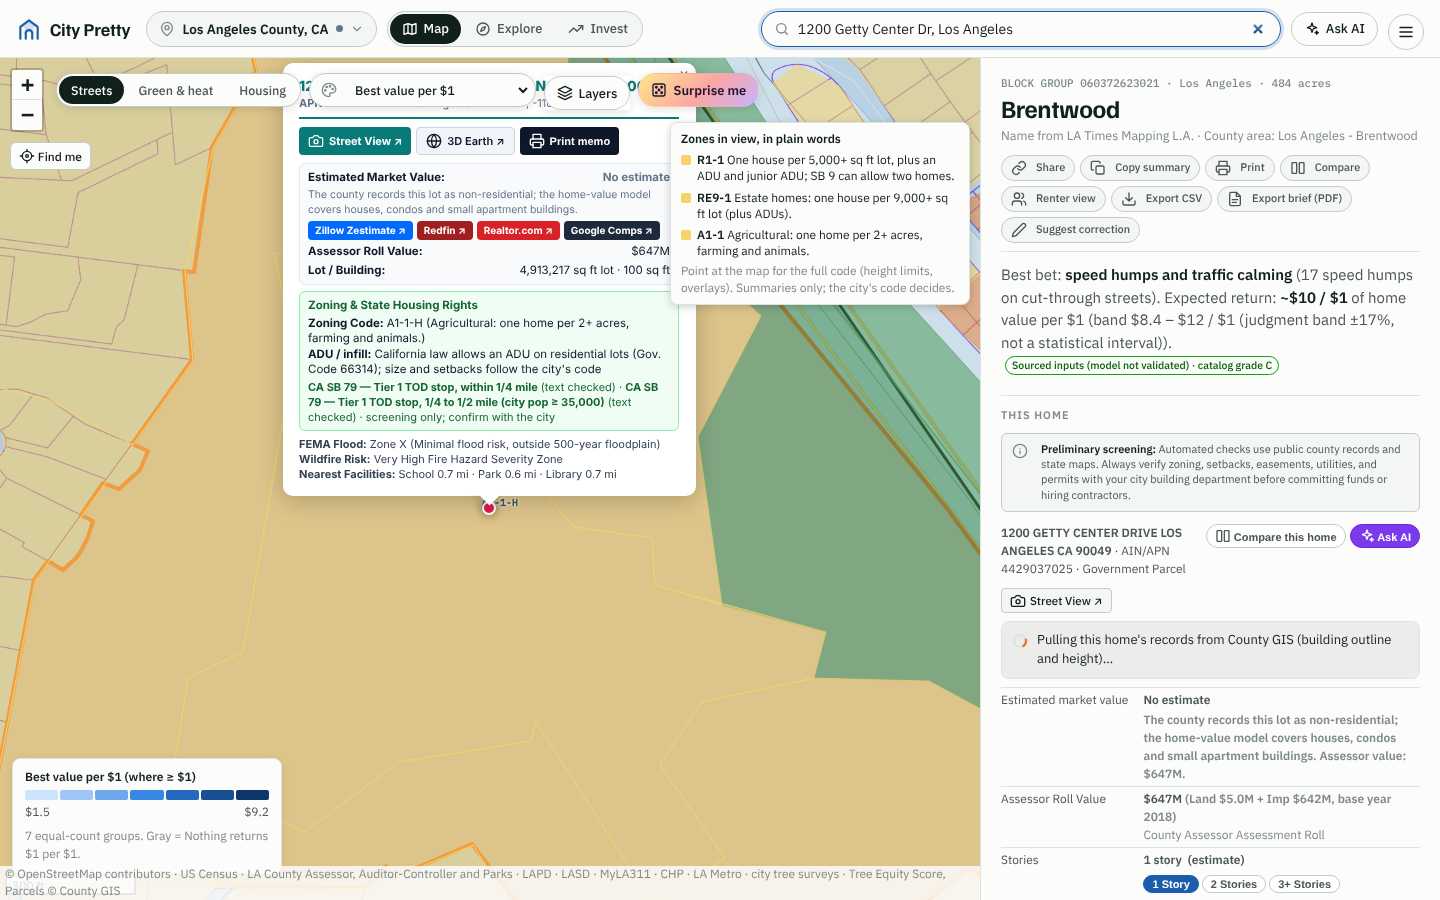 City Pretty
Los Angeles County, CA
Map
Explore
Invest
1200 Getty Center Dr, Los Angeles
Ask AI
Streets
Green & heat
Housing
Best value per $1
Layers
Surprise me
+
−
Find me
Street View ↗
3D Earth ↗
Print memo
Estimated Market Value:
No estimate
The county records this lot as non-residential; the home-value model
covers houses, condos and small apartment buildings.
Zillow Zestimate ↗
Redfin ↗
Realtor.com ↗
Google Comps ↗
Assessor Roll Value:
$647M
Lot / Building:
4,913,217 sq ft lot · 100 sq ft
Zoning & State Housing Rights
Zoning Code: A1-1-H (Agricultural: one home per 2+ acres,
farming and animals.)
ADU / infill: California law allows an ADU on residential lots (Gov.
Code 66314); size and setbacks follow the city's code
CA SB 79 — Tier 1 TOD stop, within 1/4 mile (text checked) · CA SB
79 — Tier 1 TOD stop, 1/4 to 1/2 mile (city pop ≥ 35,000) (text
checked) · screening only; confirm with the city
FEMA Flood: Zone X (Minimal flood risk, outside 500-year floodplain)
Wildfire Risk: Very High Fire Hazard Severity Zone
Nearest Facilities: School 0.7 mi · Park 0.6 mi · Library 0.7 mi
-1-H
Zones in view, in plain words
R1-1 One house per 5,000+ sq ft lot, plus an
ADU and junior ADU; SB 9 can allow two homes.
RE9-1 Estate homes: one house per 9,000+ sq
ft lot (plus ADUs).
A1-1 Agricultural: one home per 2+ acres,
farming and animals.
Point at the map for the full code (height limits,
overlays). Summaries only; the city's code decides.
Best value per $1 (where ≥ $1)
$1.5
$9.2
7 equal-count groups. Gray = Nothing returns
$1 per $1.
© OpenStreetMap contributors · US Census · LA County Assessor, Auditor-Controller and Parks · LAPD · LASD · MyLA311 · CHP · LA Metro · city tree surveys · Tree Equity Score,
Parcels © County GIS
BLOCK GROUP 060372623021 · Los Angeles · 484 acres
Brentwood
Name from LA Times Mapping L.A. · County area: Los Angeles - Brentwood
Share
Copy summary
Print
Compare
Renter view
Export CSV
Export brief (PDF)
Suggest correction
Best bet: speed humps and traffic calming (17 speed humps
on cut-through streets). Expected return: ~$10 / $1 of home
value per $1 (band $8.4 – $12 / $1 (judgment band ±17%,
not a statistical interval)).
Sourced inputs (model not validated) · catalog grade C
THIS HOME
Preliminary screening: Automated checks use public county records and
state maps. Always verify zoning, setbacks, easements, utilities, and
permits with your city building department before committing funds or
hiring contractors.
1200 GETTY CENTER DRIVE LOS
ANGELES CA 90049 · AIN/APN
4429037025 · Government Parcel
Compare this home
Ask AI
Street View ↗
Pulling this home's records from County GIS (building outline
and height)…
Estimated market value
No estimate
The county records this lot as non-residential;
the home-value model covers houses, condos
and small apartment buildings. Assessor value:
$647M.
Assessor Roll Value
$647M (Land $5.0M + Imp $642M, base year
2018)
County Assessor Assessment Roll
Stories
1 story (estimate)
1 Story
2 Stories
3+ Stories